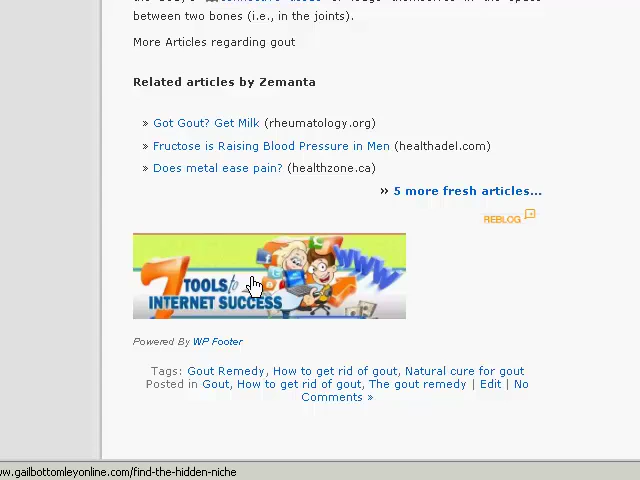 between two bones (i.e., in the joints).
More Articles regarding gout
Related articles by Zemanta
» Got Gout? Get Milk (rheumatology.org)
» Fructose is Raising Blood Pressure in Men (healthadel.com)
» Does metal ease pain? (healthzone.ca)
» 5 more fresh articles...
REBLOG
7 TOOLS to
INTERNET SUCCESS
WWW
Powered By WP Footer
Tags: Gout Remedy, How to get rid of gout, Natural cure for gout
Posted in Gout, How to get rid of gout, The gout remedy | Edit | No
Comments »
w.gailbottomleyonline.com/find-the-hidden-niche